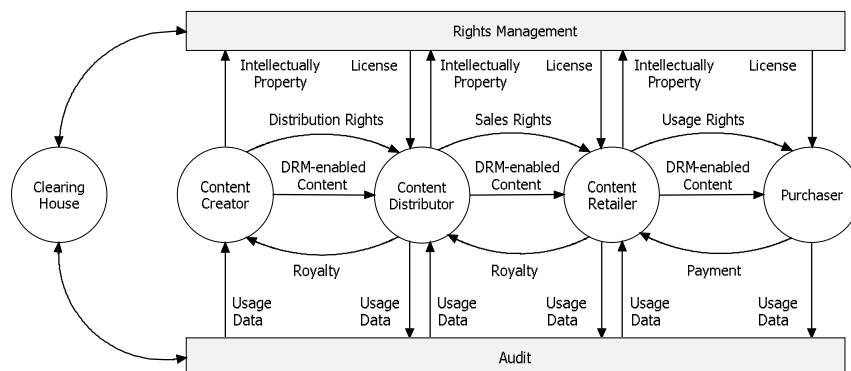 Rights Management
Intellectually
Property
License
Intellectually
Property
License
Intellectually
Property
License
Distribution Rights
Sales Rights
Usage Rights
Clearing
House
Content
Creator
DRM-enabled
Content
Content
Distributor
DRM-enabled
Content
Content
Retailer
DRM-enabled
Content
Purchaser
Royalty
Royalty
Payment
Usage
Data
Usage
Data
Usage
Data
Usage
Data
Usage
Data
Usage
Data
Audit